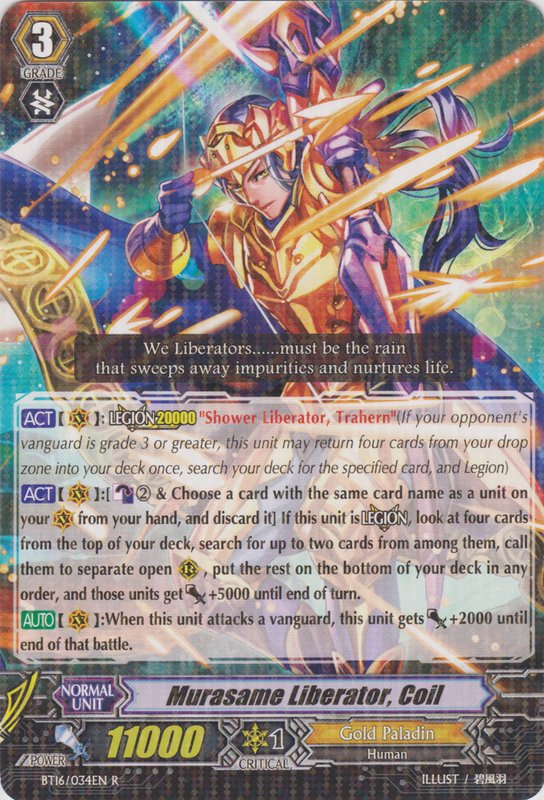 3
GRADE
We Liberators......must be the rain
that sweeps away impurities and nurtures life.
ACT【 】: LEGION 20000 "Shower Liberator, Trahern"(If your opponent's
vanguard is grade 3 or greater, this unit may return four cards from your drop
zone into your deck once, search your deck for the specified card, and Legion)
ACT【 】:[ ② & Choose a card with the same card name as a unit on
your from your hand, and discard it] If this unit is LEGION, look at four cards
from the top of your deck, search for up to two cards from among them, call
them to separate open , put the rest on the bottom of your deck in any
order, and those units get +5000 until end of turn.
AUTO【 】:When this unit attacks a vanguard, this unit gets +2000 until
end of that battle.
NORMAL
UNIT
Murasame Liberator, Coil
POWER
11000
1
CRITICAL
Gold Paladin
Human
BT16/034EN R
ILLUST / 碧風羽